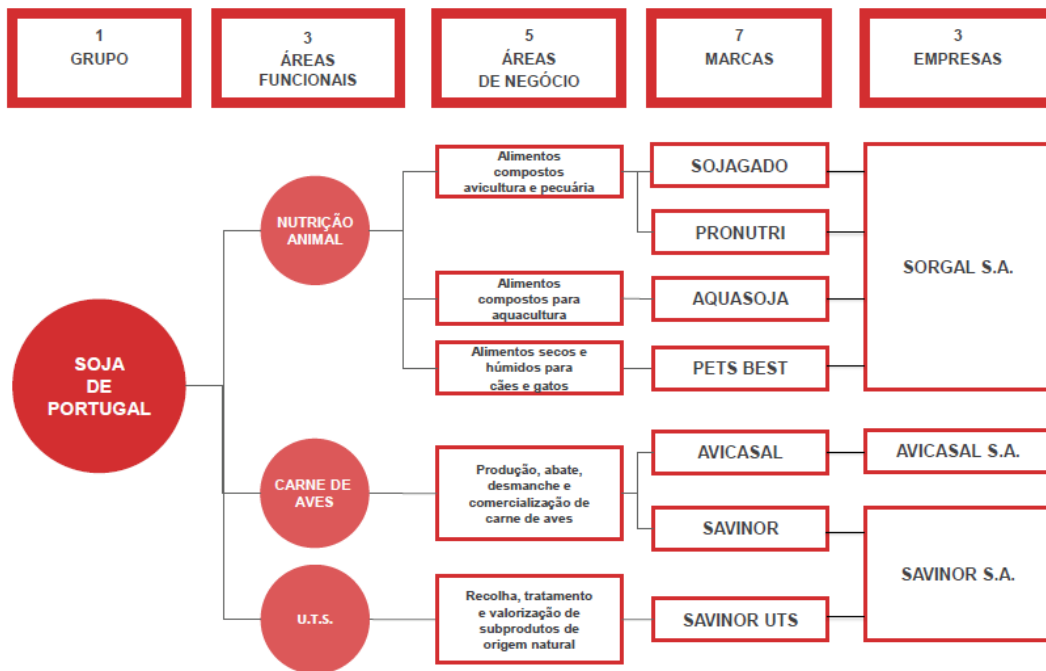 1
GRUPO
3
ÁREAS
FUNCIONAIS
5
ÁREAS
DE NEGÓCIO
7
MARCAS
3
EMPRESAS
SOJA
DE
PORTUGAL
NUTRIÇÃO
ANIMAL
Alimentos
compostos
avicultura e pecuária
SOJAGADO
PRONUTRI
Alimentos
compostos para
aquacultura
AQUASOJA
Alimentos secos e
húmidos para
cães e gatos
PETS BEST
SORGAL S.A.
CARNE DE
AVES
Produção, abate,
desmanche e
comercialização de
carne de aves
AVICASAL
AVICASAL S.A.
SAVINOR
U.T.S.
Recolha, tratamento
e valorização de
subprodutos de
origem natural
SAVINOR UTS
SAVINOR S.A.